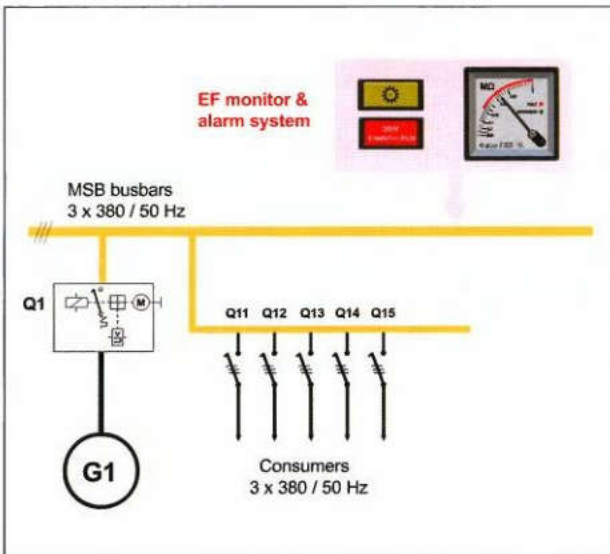 EF monitor &
alarm system
MΩ
MSB busbars
3 x 380 / 50 Hz
Q1
M
Q11 Q12 Q13 Q14 Q15
G1
Consumers
3 x 380 / 50 Hz